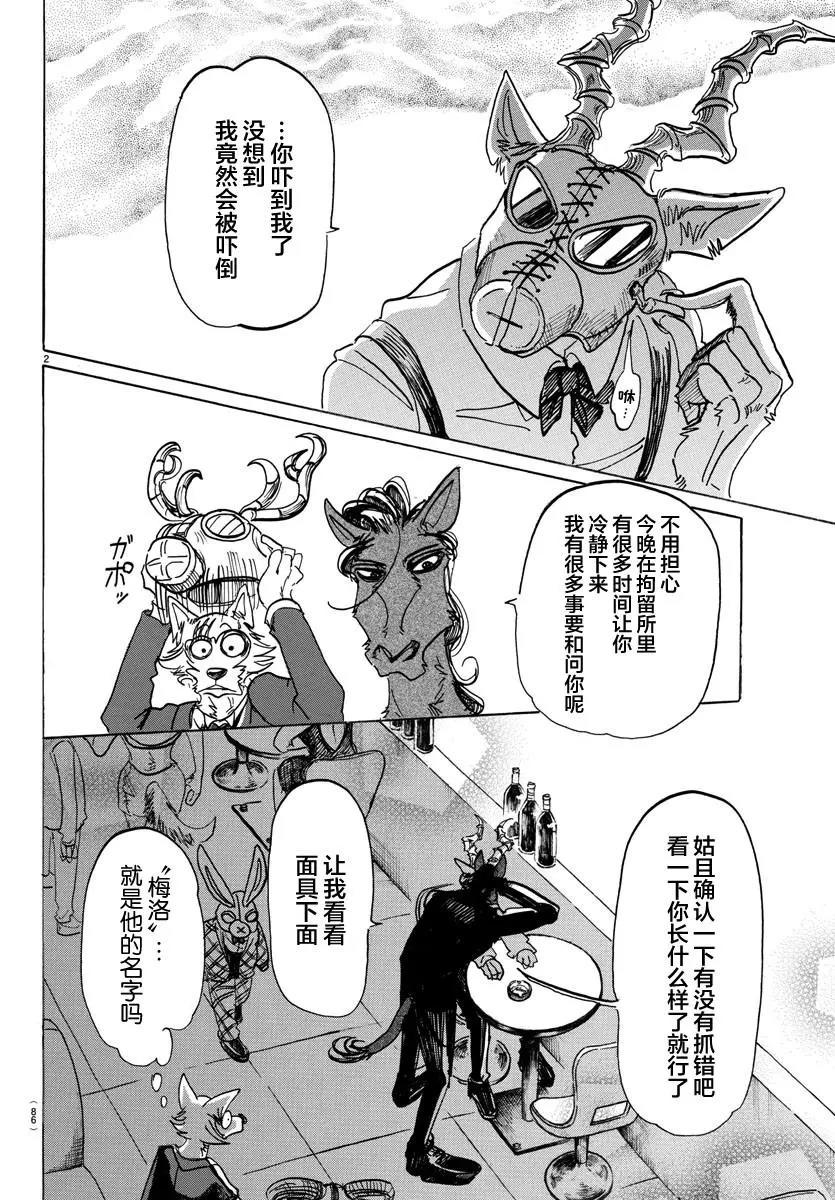 …你吓到我了
没想到
我竟然会被吓倒
咻…
2
不用担心
今晚在拘留所里
有很多时间让你
冷静下来
我有很多事要和问你呢
ガポッ
姑且确认一下有没有抓错吧
看一下你长什么样了就行
让我看看
面具下面
〝梅洛〞…
就是他的名字吗
(86)